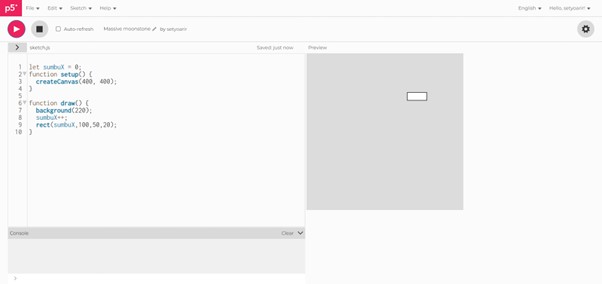 p5*
File
Edit
Sketch
Help
English
Hello, setyoani!
Auto-refresh
Massive moonstone
by setyoani
sketch.js
Saved just now
Preview
1 let sumbuX = 0;
2 function setup() {
3 createCanvas(400, 400);
4 }
5
6 function draw() {
7 background(220);
8 sumbuX++;
9 rect(sumbuX,100,50,20);
10 }
Console
Clear